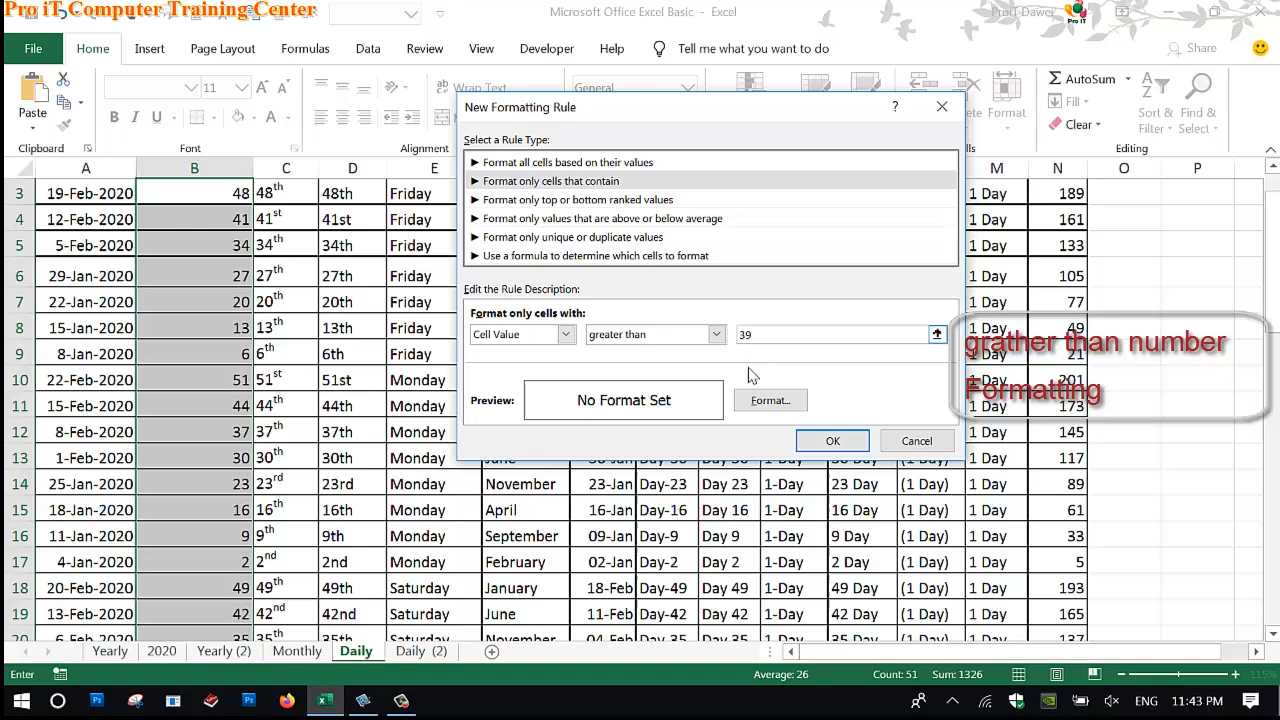 Pro iT Computer Training Center
Microsoft Office Excel Basic - Excel
ProIT Dawei
Pro IT
File Home Insert Page Layout Formulas Data Review View Developer Help Tell me what you want to do Share
Paste
11
B I U
Wrap Text
General
Format
AutoSum
Fill
Clear
Sort &
Filter
Find &
Select
Clipboard Font Alignment Editing
A B C D E M N O P
3 19-Feb-2020 48 48th 48th Friday 1 Day 189
4 12-Feb-2020 41 41st 41st Friday 1 Day 161
5 5-Feb-2020 34 34th 34th Friday 1 Day 133
6 29-Jan-2020 27 27th 27th Friday 1 Day 105
7 22-Jan-2020 20 20th 20th Friday 1 Day 77
8 15-Jan-2020 13 13th 13th Friday 1 Day 49
9 8-Jan-2020 6 6th 6th Friday 1 Day 21
10 22-Feb-2020 51 51st 51st Monday 1 Day 201
11 15-Feb-2020 44 44th 44th Monday 1 Day 173
12 8-Feb-2020 37 37th 37th Monday 1 Day 145
13 1-Feb-2020 30 30th 30th Monday 1 Day 117
14 25-Jan-2020 23 23rd 23rd Monday November 23-Jan Day-23 Day 23 1-Day 23 Day (1 Day) 1 Day 89
15 18-Jan-2020 16 16th 16th Monday April 16-Jan Day-16 Day 16 1-Day 16 Day (1 Day) 1 Day 61
16 11-Jan-2020 9 9th 9th Monday September 09-Jan Day-9 Day 9 1-Day 9 Day (1 Day) 1 Day 33
17 4-Jan-2020 2 2nd 2nd Monday February 02-Jan Day-2 Day 2 1-Day 2 Day (1 Day) 1 Day 5
18 20-Feb-2020 49 49th 49th Saturday January 18-Feb Day-49 Day 49 1-Day 49 Day (1 Day) 1 Day 193
19 13-Feb-2020 42 42nd 42nd Saturday June 11-Feb Day-42 Day 42 1-Day 42 Day (1 Day) 1 Day 165
20 6-Feb-2020 35 35th 35th Saturday November 04-Feb Day-35 Day 35 1-Day 35 Day (1 Day) 1 Day 137
New Formatting Rule
?
Select a Rule Type:
► Format all cells based on their values
► Format only cells that contain
► Format only top or bottom ranked values
► Format only values that are above or below average
► Format only unique or duplicate values
► Use a formula to determine which cells to format
Edit the Rule Description:
Format only cells with:
Cell Value greater than 39
Preview: No Format Set Format...
OK Cancel
grather than number
Formatting
Yearly 2020 Yearly (2) Monthly Daily Daily (2)
Enter Average: 26 Count: 51 Sum: 1326 115%
ENG 11:43 PM